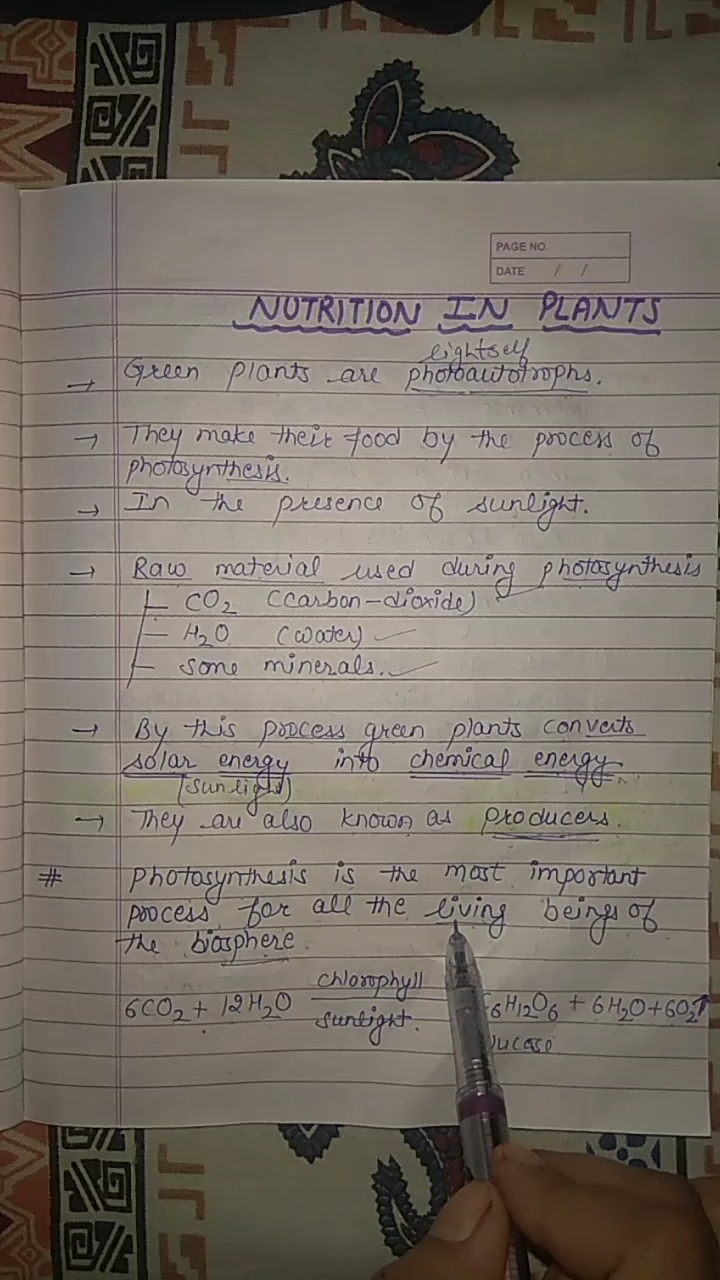 PAGE NO.
DATE / /
NUTRITION IN PLANTS
light self
→ Green plants are photoautotrophs.
→ They make their food by the process of
photosynthesis.
→ In the presence of sunlight.
→ Raw material used during photosynthesis
CO2 (carbon-dioxide)
H2O (water)
Some minerals.
→ By this process green plants converts
solar energy into chemical energy.
(sunlight)
→ They are also known as producers.
# Photosynthesis is the most important
process for all the living beings of
the biosphere.
chlorophyll
6CO2 + 12H2O 6H12O6 + 6H2O + 6O2↑
sunlight.
ucose